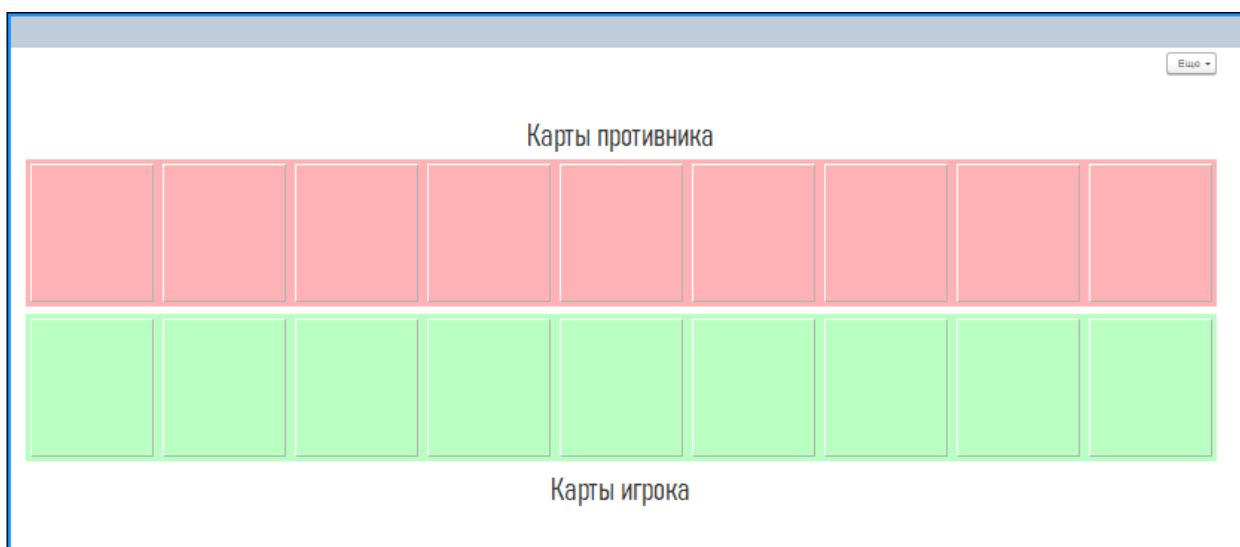 Еще
Карты противника
Карты игрока